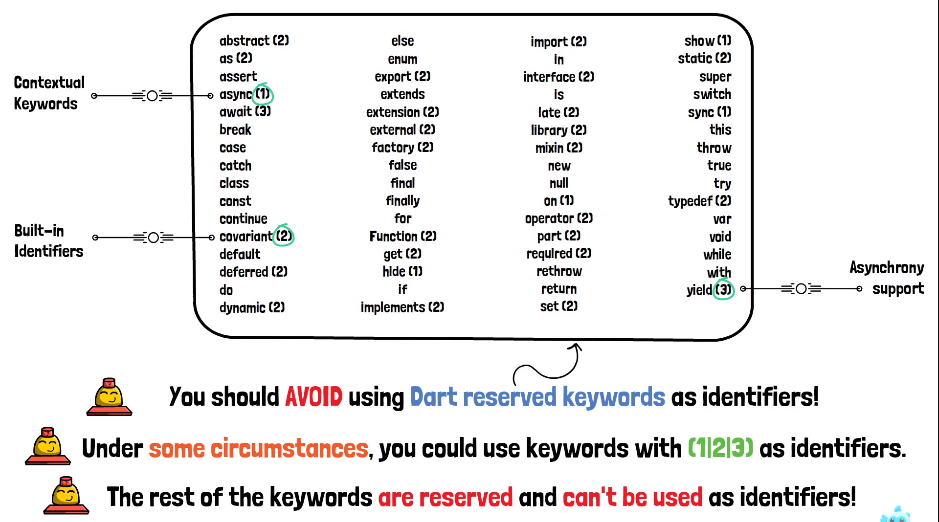 Contextual
Keywords
Built-in
Identifiers
abstract (2)
as (2)
assert
async (1)
await (3)
break
case
catch
class
const
continue
covariant (2)
default
deferred (2)
do
dynamic (2)
else
enum
export (2)
extends
extension (2)
external (2)
factory (2)
false
final
finally
for
Function (2)
get (2)
hide (1)
if
implements (2)
import (2)
in
interface (2)
is
late (2)
library (2)
mixin (2)
new
null
on (1)
operator (2)
part (2)
required (2)
rethrow
return
set (2)
show (1)
static (2)
super
switch
sync (1)
this
throw
true
try
typedef (2)
var
void
while
with
yield (3)
Asynchrony
support
You should AVOID using Dart reserved keywords as identifiers!
Under some circumstances, you could use keywords with (1|2|3) as identifiers.
The rest of the keywords are reserved and can't be used as identifiers!